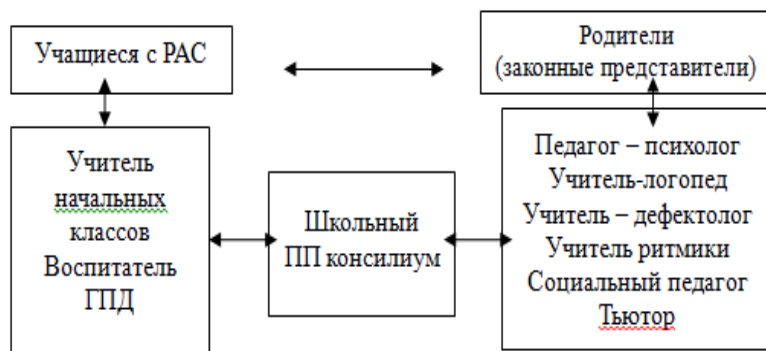 Учащиеся с РАС
Родители
(законные представители)
Учитель
начальных
классов
Воспитатель
ГПД
Школьный
ПП консилиум
Педагог – психолог
Учитель-логопед
Учитель – дефектолог
Учитель ритмики
Социальный педагог
Тьютор